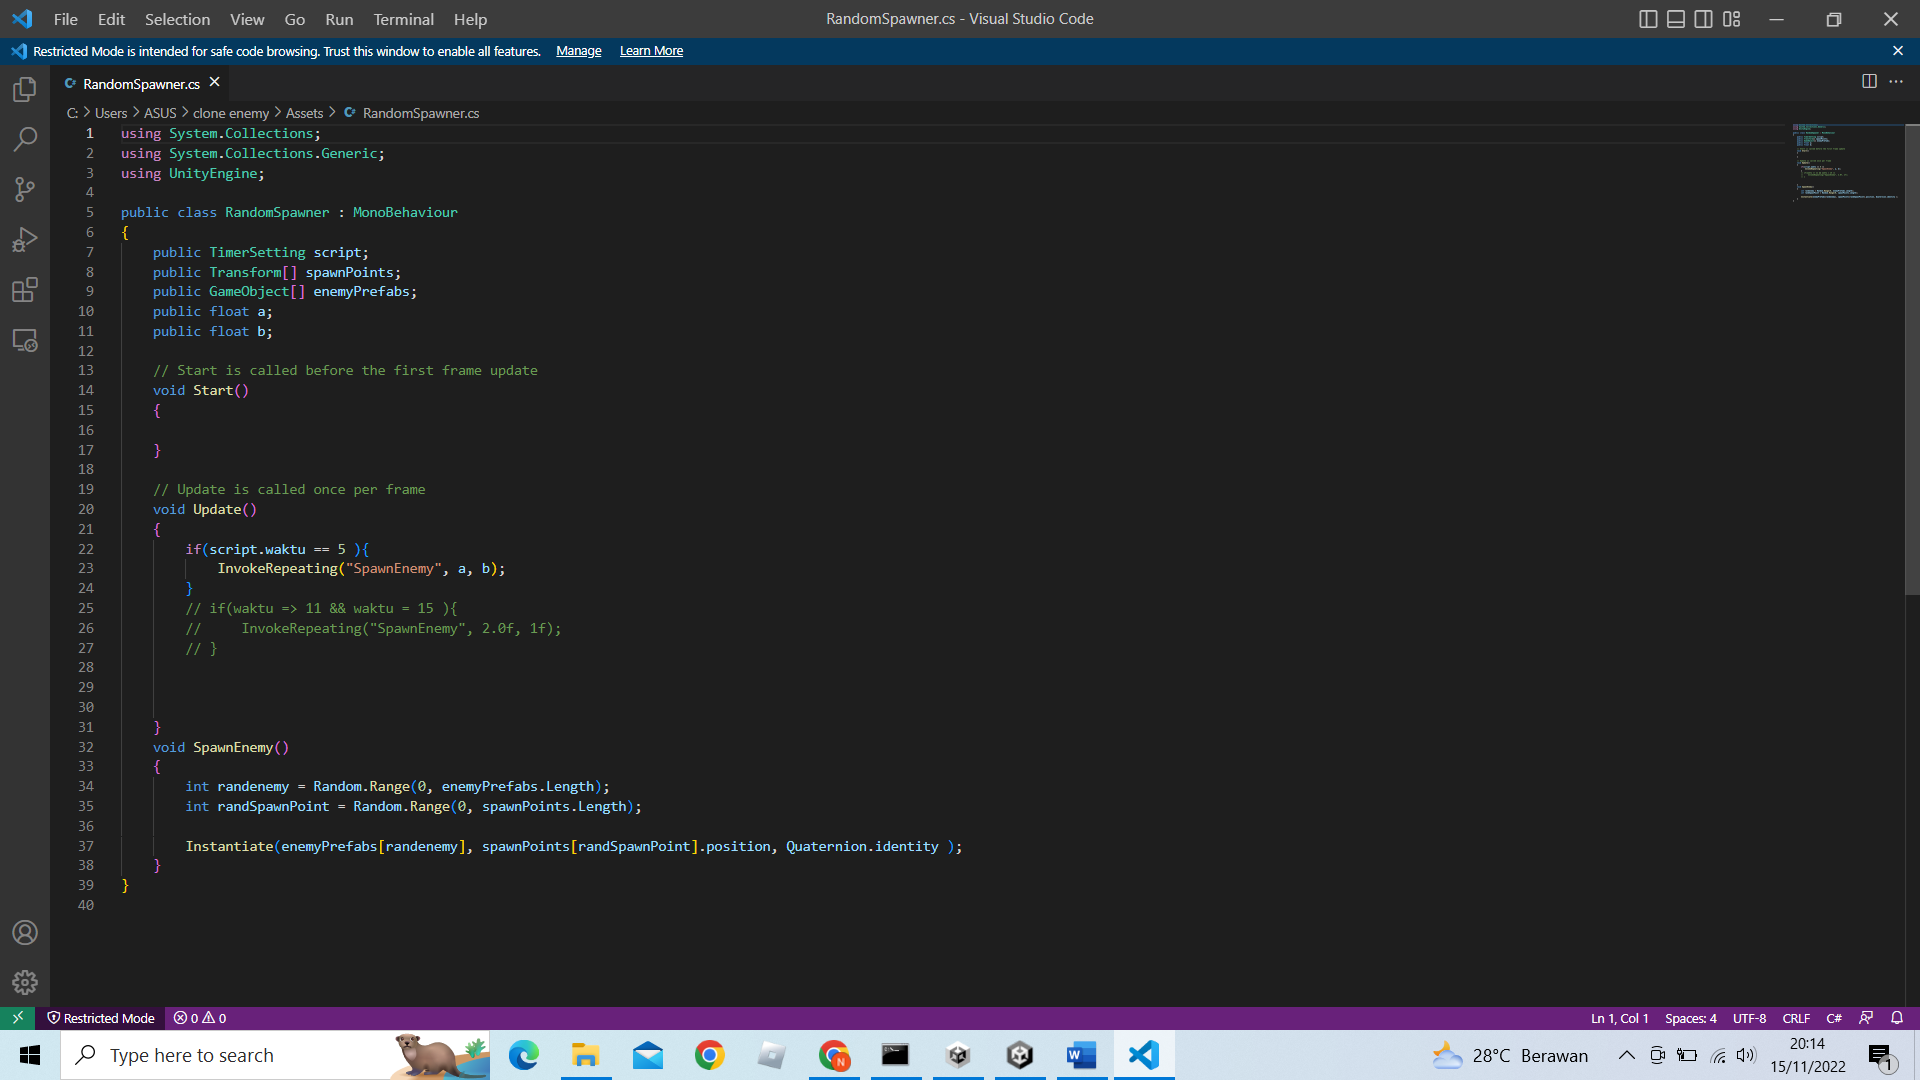 File Edit Selection View Go Run Terminal Help RandomSpawner.cs - Visual Studio Code
Restricted Mode is intended for safe code browsing. Trust this window to enable all features. Manage Learn More
RandomSpawner.cs
C: > Users > ASUS > clone enemy > Assets > RandomSpawner.cs
1 using System.Collections;
2 using System.Collections.Generic;
3 using UnityEngine;
4
5 public class RandomSpawner : MonoBehaviour
6 {
7 public TimerSetting script;
8 public Transform[] spawnPoints;
9 public GameObject[] enemyPrefabs;
10 public float a;
11 public float b;
12
13 // Start is called before the first frame update
14 void Start()
15 {
16
17 }
18
19 // Update is called once per frame
20 void Update()
21 {
22 if(script.waktu == 5 ){
23 InvokeRepeating("SpawnEnemy", a, b);
24 }
25 // if(waktu => 11 && waktu = 15 ){
26 //     InvokeRepeating("SpawnEnemy", 2.0f, 1f);
27 // }
28
29
30
31 }
32 void SpawnEnemy()
33 {
34 int randenemy = Random.Range(0, enemyPrefabs.Length);
35 int randSpawnPoint = Random.Range(0, spawnPoints.Length);
36
37 Instantiate(enemyPrefabs[randenemy], spawnPoints[randSpawnPoint].position, Quaternion.identity );
38 }
39 }
40
Restricted Mode 0 0 Ln 1, Col 1 Spaces: 4 UTF-8 CRLF C#
Type here to search 28°C Berawan 20:14
15/11/2022 1